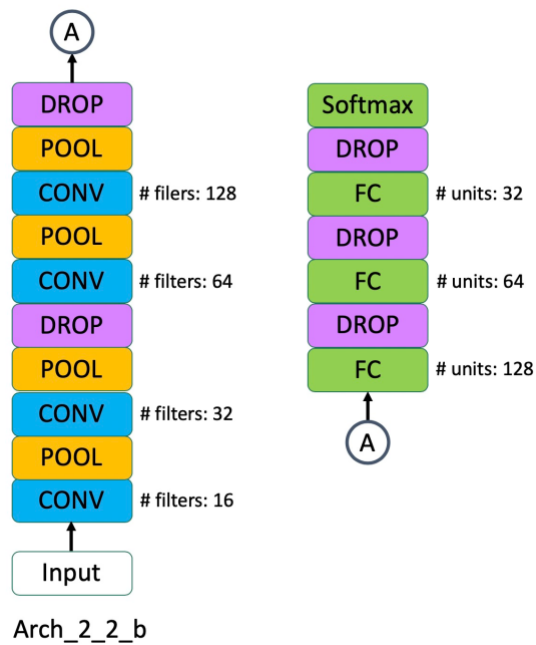 A
DROP
POOL
CONV # filers: 128
POOL
CONV # filters: 64
DROP
POOL
CONV # filters: 32
POOL
CONV # filters: 16
Input
Arch_2_2_b
Softmax
DROP
FC # units: 32
DROP
FC # units: 64
DROP
FC # units: 128
A